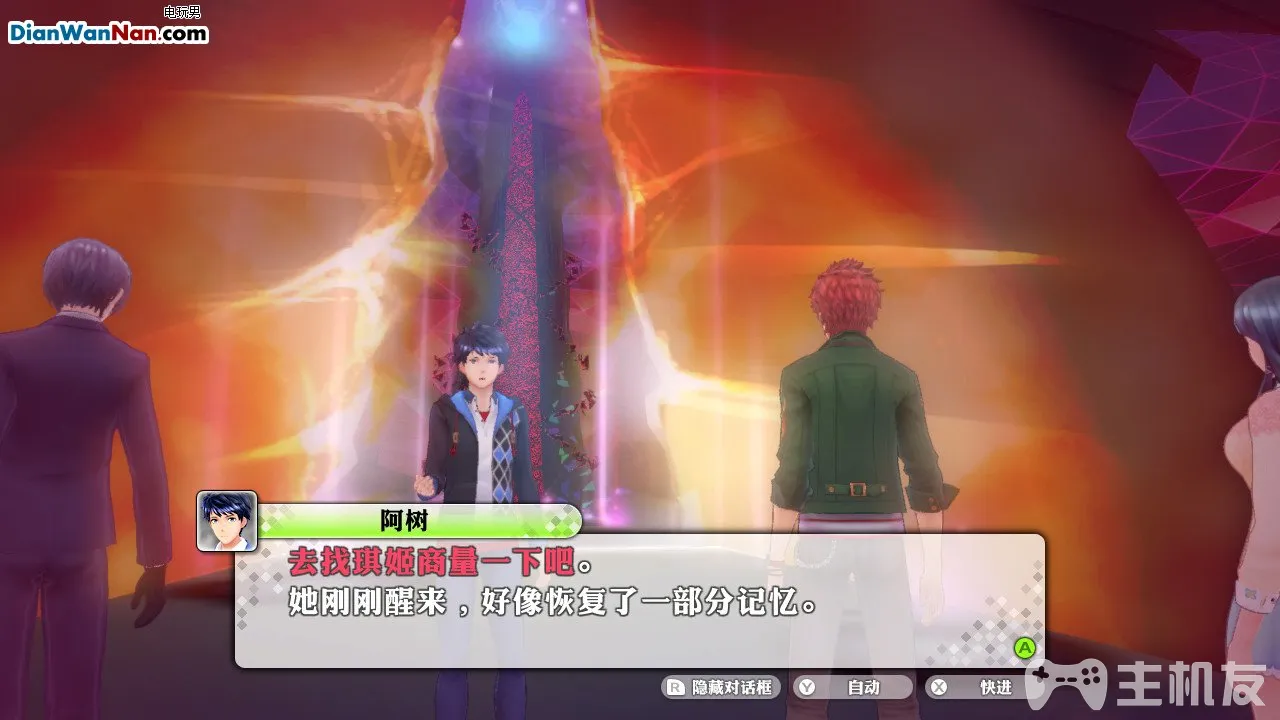 电玩男
DianWanNan.com
阿树
去找琪姬商量一下吧。
她刚刚醒来，好像恢复了一部分记忆。
A
R 隐藏对话框 Y 自动 X 快进
主机友